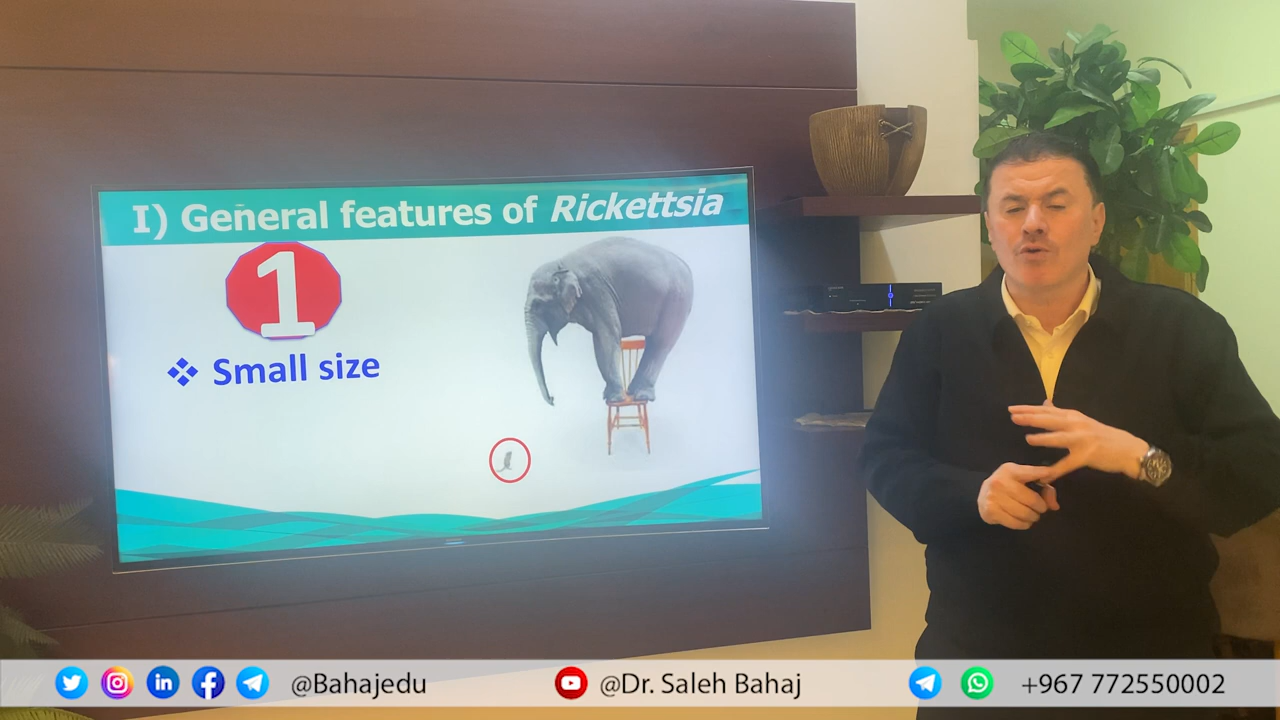 I) General features of Rickettsia
1
❖ Small size
@Bahajedu
@Dr. Saleh Bahaj
+967 772550002